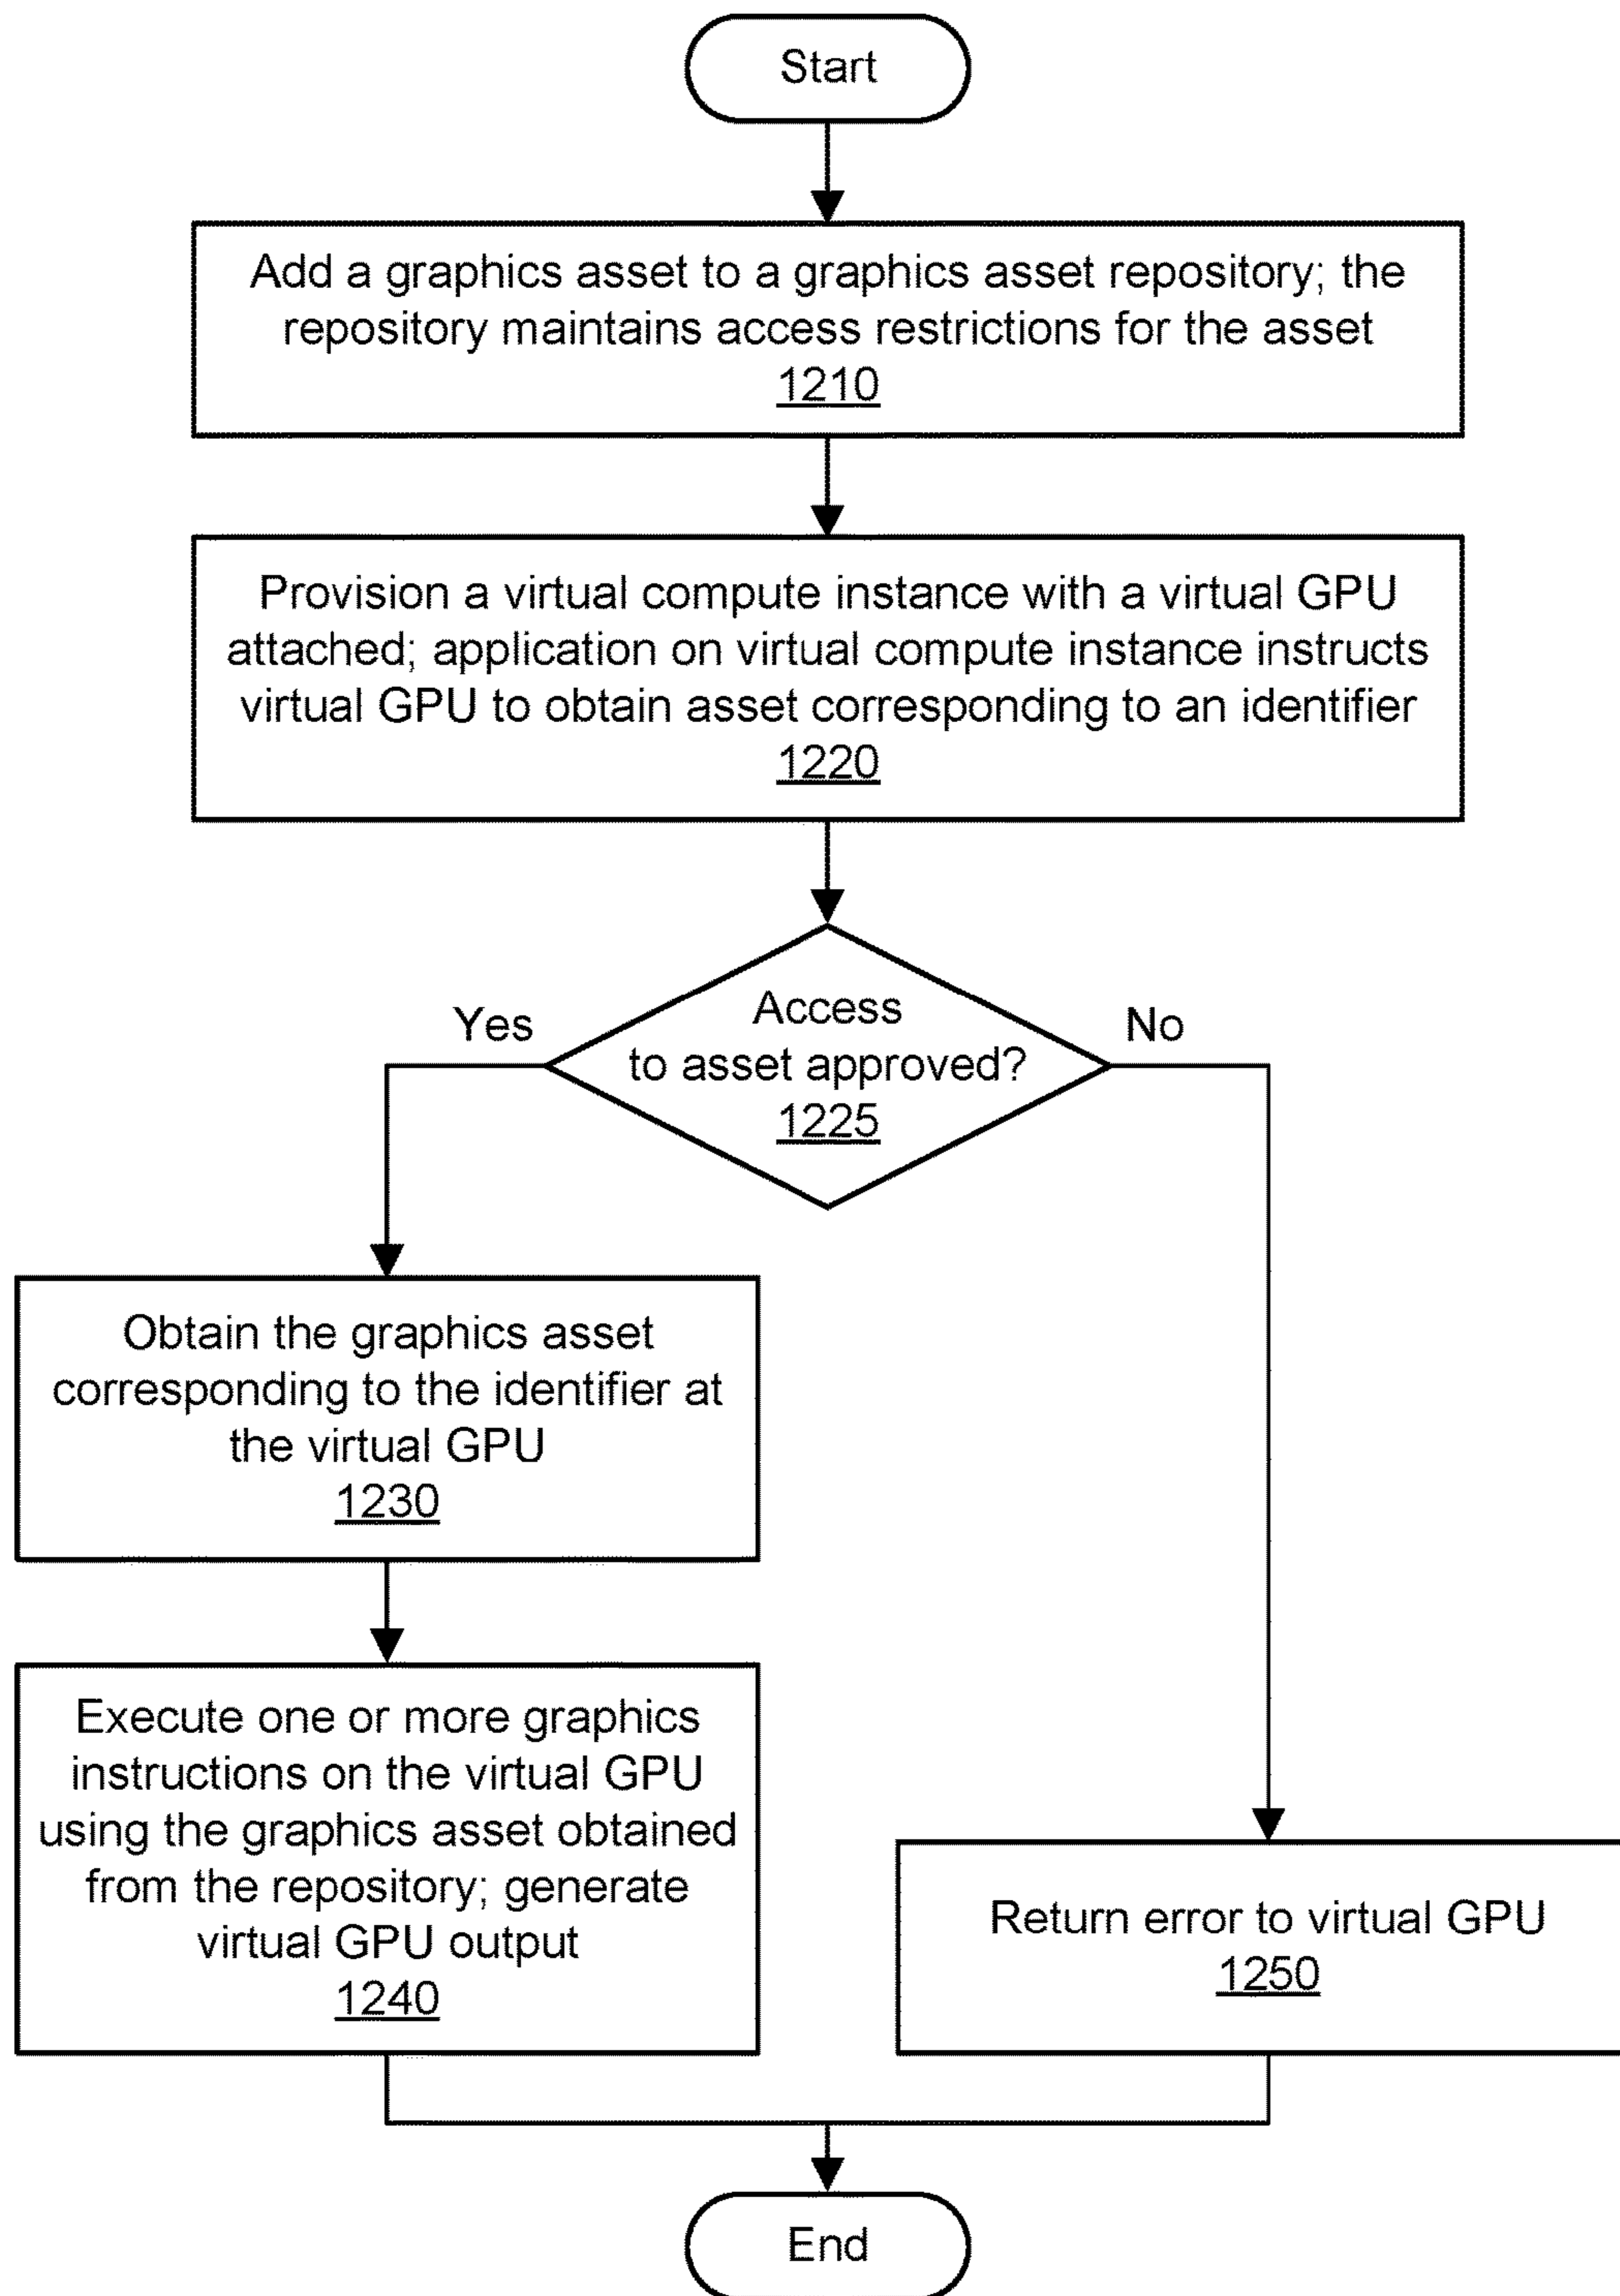 Start
Add a graphics asset to a graphics asset repository; the
repository maintains access restrictions for the asset
1210
Provision a virtual compute instance with a virtual GPU
attached; application on virtual compute instance instructs
virtual GPU to obtain asset corresponding to an identifier
1220
Access
to asset approved?
1225
Yes
No
Obtain the graphics asset
corresponding to the identifier at
the virtual GPU
1230
Execute one or more graphics
instructions on the virtual GPU
using the graphics asset obtained
from the repository; generate
virtual GPU output
1240
Return error to virtual GPU
1250
End